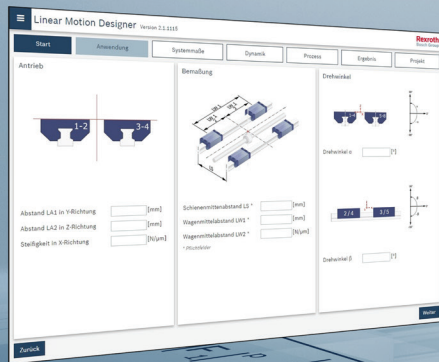 Linear Motion Designer Version 2.1.1115
Rexroth
Start
Anwendung
Systemmaße
Dynamik
Prozess
Ergebnis
Projekt
Antrieb
1-2
3-4
Abstand LA1 in Y-Richtung [mm]
Abstand LA2 in Z-Richtung [mm]
Steifigkeit in X-Richtung [N/µm]
Bemaßung
LS
Schienenmittenabstand LS * [mm]
Wagenmittelabstand LW1 * [mm]
Wagenmittelabstand LW2 * [N/µm]
* Pflichtfelder
Drehwinkel
Drehwinkel α [°]
2/4
3/5
Drehwinkel β [°]
Zurück
Weiter